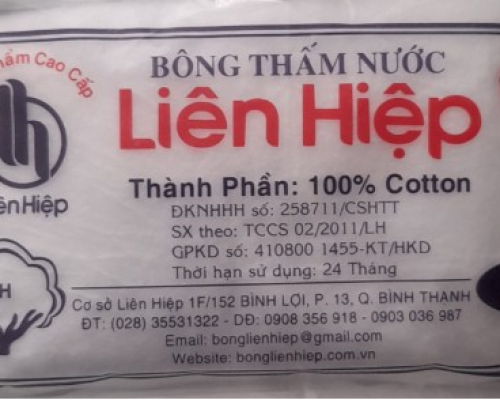 hẩm Cao Cấp
BÔNG THẤM NƯỚC
Liên Hiệp
ênHiệp
Thành Phần: 100% Cotton
ĐKNHHH số: 258711/CSHTT
SX theo: TCCS 02/2011/LH
GPKD số: 410800 1455-KT/HKD
Thời hạn sử dụng: 24 Tháng
H
Cơ sở Liên Hiệp 1F/152 BÌNH LỢI, P. 13, Q. BÌNH THẠNH
ĐT: (028) 35531322 - DĐ: 0908 356 918 - 0903 036 987
Email: bonglienhiep@gmail.com
Website: bonglienhiep.com.vn